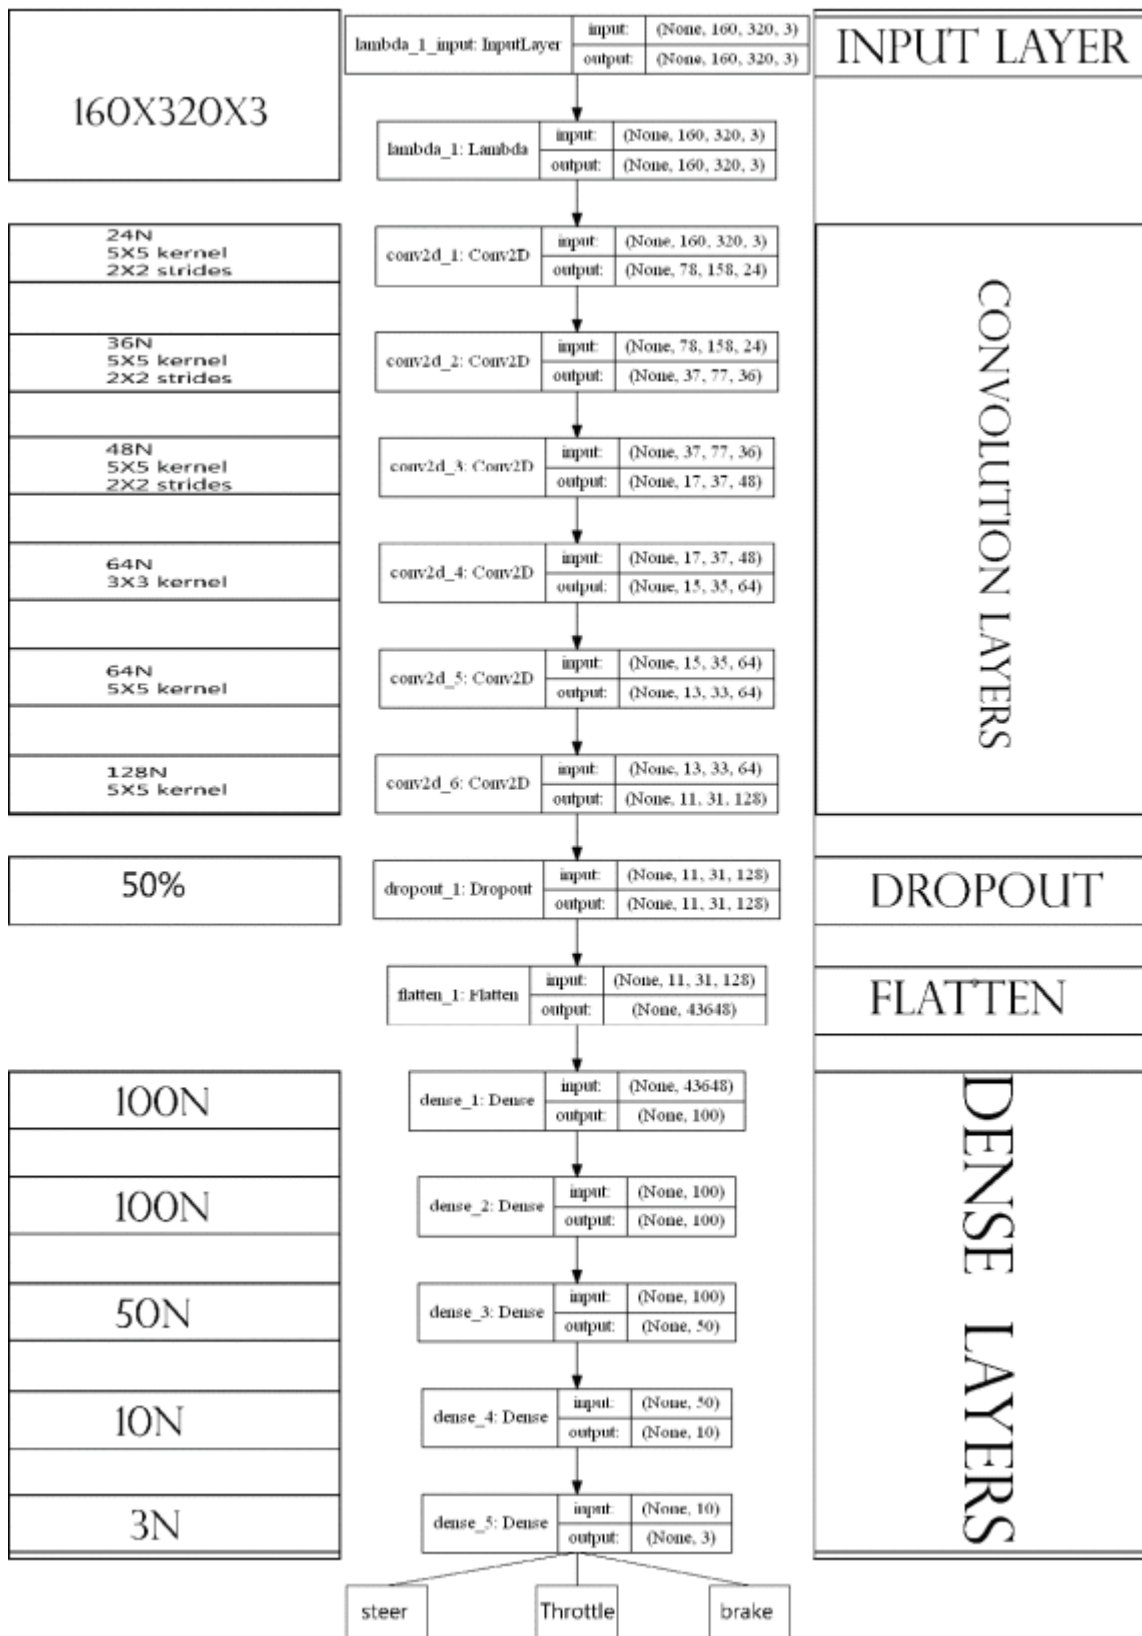 lambda_1_input: InputLayer
input: (None, 160, 320, 3)
output: (None, 160, 320, 3)
INPUT LAYER
160X320X3
lambda_1: Lambda
input: (None, 160, 320, 3)
output: (None, 160, 320, 3)
24N
5X5 kernel
2X2 strides
conv2d_1: Conv2D
input: (None, 160, 320, 3)
output: (None, 78, 158, 24)
CONVOLUTION LAYERS
36N
5X5 kernel
2X2 strides
conv2d_2: Conv2D
input: (None, 78, 158, 24)
output: (None, 37, 77, 36)
48N
5X5 kernel
2X2 strides
conv2d_3: Conv2D
input: (None, 37, 77, 36)
output: (None, 17, 37, 48)
64N
3X3 kernel
conv2d_4: Conv2D
input: (None, 17, 37, 48)
output: (None, 15, 35, 64)
64N
5X5 kernel
conv2d_5: Conv2D
input: (None, 15, 35, 64)
output: (None, 13, 33, 64)
128N
5X5 kernel
conv2d_6: Conv2D
input: (None, 13, 33, 64)
output: (None, 11, 31, 128)
50%
dropout_1: Dropout
input: (None, 11, 31, 128)
output: (None, 11, 31, 128)
DROPOUT
flatten_1: Flatten
input: (None, 11, 31, 128)
output: (None, 43648)
FLATTEN
100N
dense_1: Dense
input: (None, 43648)
output: (None, 100)
DENSE LAYERS
100N
dense_2: Dense
input: (None, 100)
output: (None, 100)
50N
dense_3: Dense
input: (None, 100)
output: (None, 50)
10N
dense_4: Dense
input: (None, 50)
output: (None, 10)
3N
dense_5: Dense
input: (None, 10)
output: (None, 3)
steer
Throttle
brake